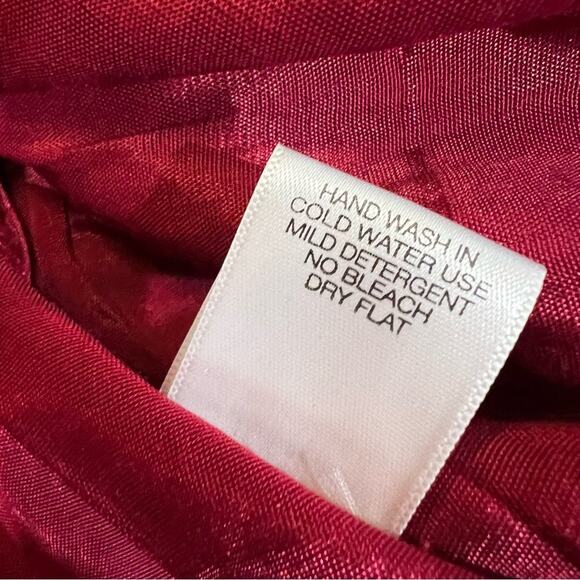 HAND WASH IN
COLD WATER USE
MILD DETERGENT
NO BLEACH
DRY FLAT